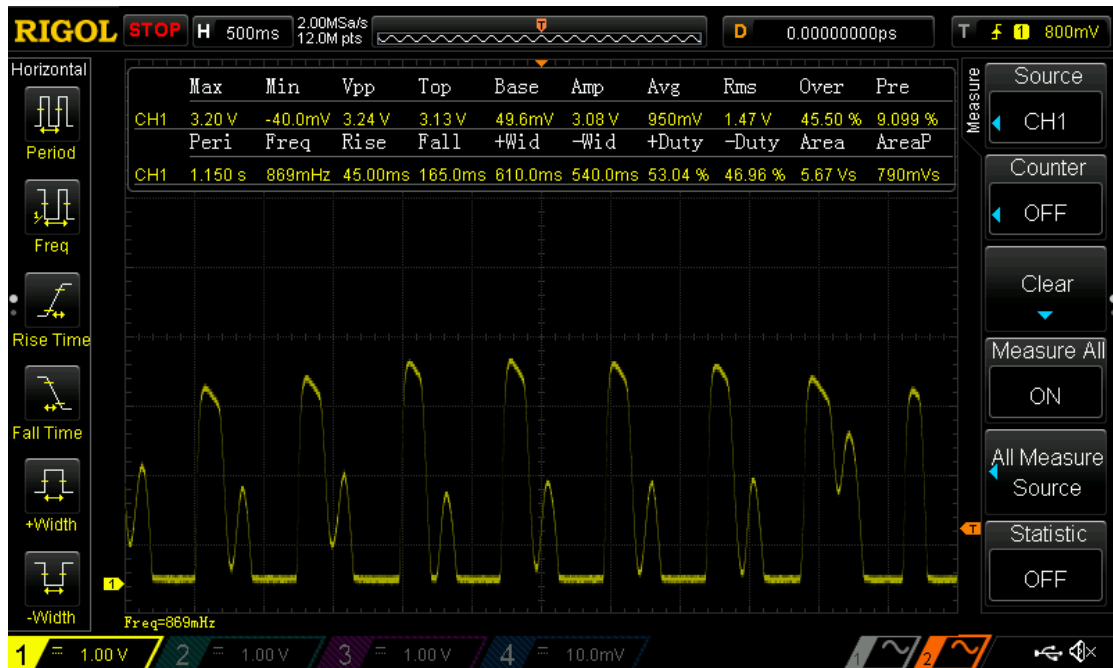 RIGOL STOP H 500ms 2.00MSa/s 12.0M pts D 0.00000000ps T 1 800mV
Horizontal
Period
Freq
Rise Time
Fall Time
+Width
-Width
Max Min Vpp Top Base Amp Avg Rms Over Pre
CH1 3.20 V -40.0mV 3.24 V 3.13 V 49.6mV 3.08 V 950mV 1.47 V 45.50 % 9.099 %
Peri Freq Rise Fall +Wid -Wid +Duty -Duty Area AreaP
CH1 1.150 s 869mHz 45.00ms 165.0ms 610.0ms 540.0ms 53.04 % 46.96 % 5.67 Vs 790mVs
T
T
1
Freq=869mHz
Measure
Source
CH1
Counter
OFF
Clear
Measure All
ON
All Measure
Source
Statistic
OFF
1 = 1.00 V 2 = 1.00 V 3 = 1.00 V 4 = 10.0mV 1 2